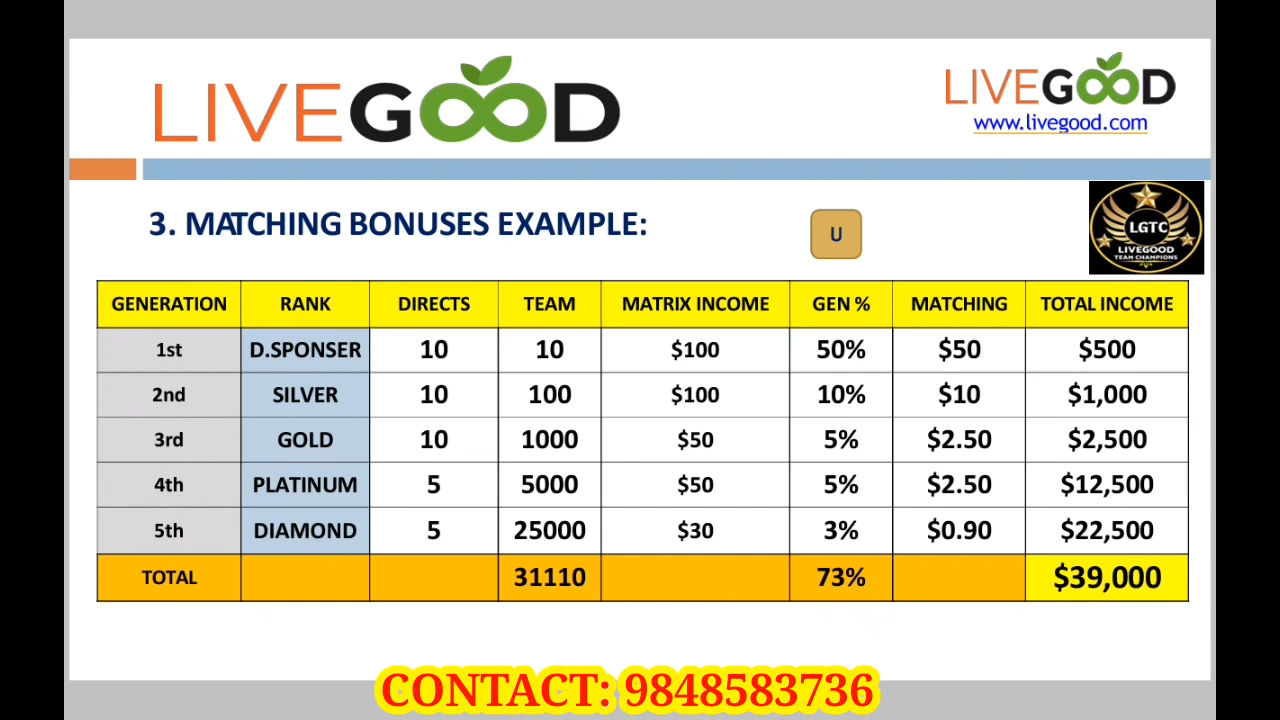 LIVEGOOD
LIVEGOOD
www.livegood.com
3. MATCHING BONUSES EXAMPLE:
U
LGTC
LIVEGOOD
TEAM CHAMPIONS
GENERATION RANK DIRECTS TEAM MATRIX INCOME GEN % MATCHING TOTAL INCOME
1st D.SPONSER 10 10 $100 50% $50 $500
2nd SILVER 10 100 $100 10% $10 $1,000
3rd GOLD 10 1000 $50 5% $2.50 $2,500
4th PLATINUM 5 5000 $50 5% $2.50 $12,500
5th DIAMOND 5 25000 $30 3% $0.90 $22,500
TOTAL 31110 73% $39,000
CONTACT: 9848583736